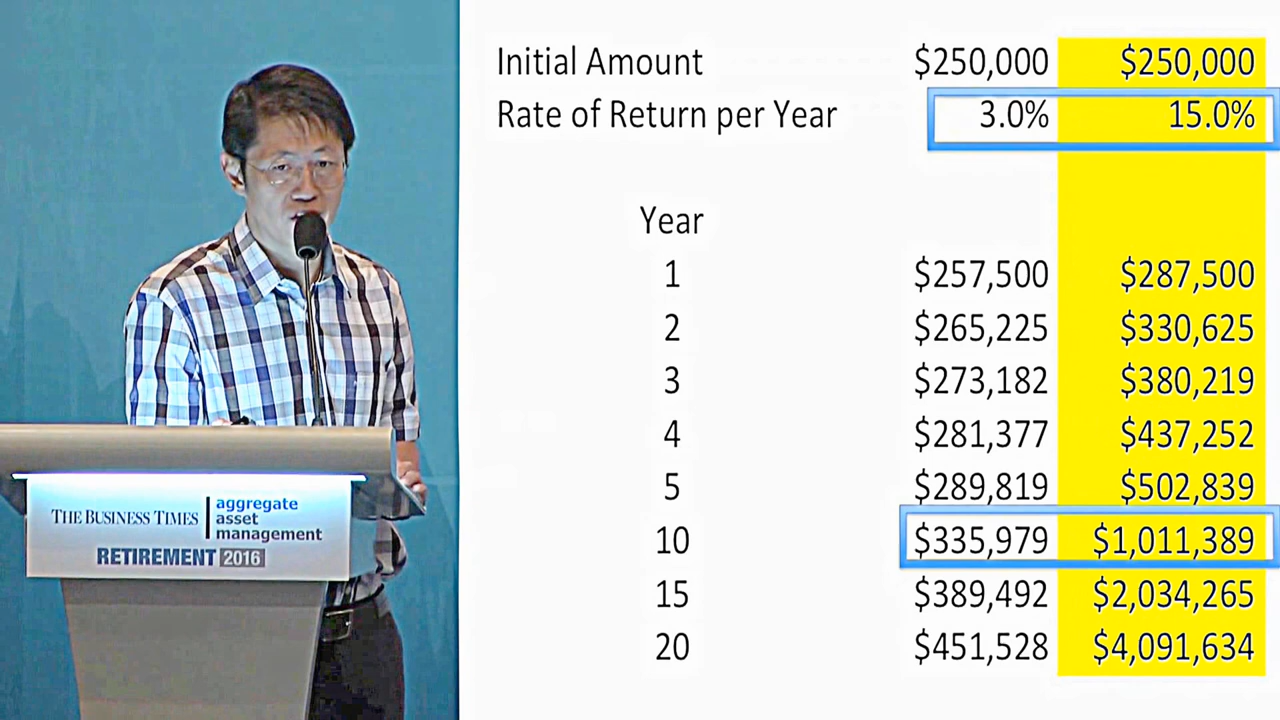 Initial Amount $250,000 $250,000
Rate of Return per Year 3.0% 15.0%
Year
1 $257,500 $287,500
2 $265,225 $330,625
3 $273,182 $380,219
4 $281,377 $437,252
5 $289,819 $502,839
10 $335,979 $1,011,389
15 $389,492 $2,034,265
20 $451,528 $4,091,634
THE BUSINESS TIMES
aggregate
asset
management
RETIREMENT 2016